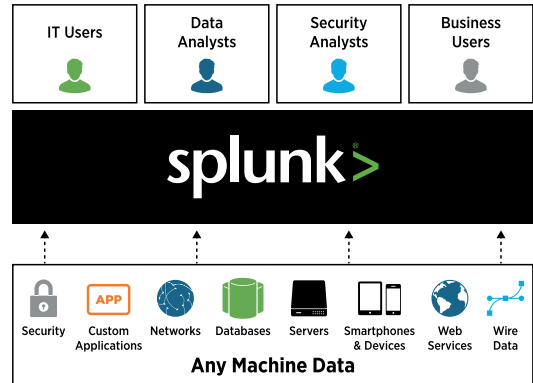 IT Users
Data
Analysts
Security
Analysts
Business
Users
splunk>®
APP
Security
Custom
Applications
Networks
Databases
Servers
Smartphones
& Devices
Web
Services
Wire
Data
Any Machine Data